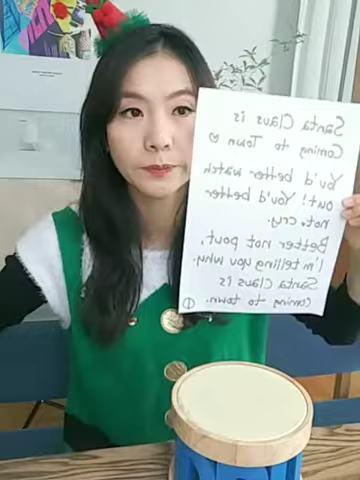 Santa Claus is
Coming to Town ♡
You'd better watch
out! You'd better
not, cry.
Better not pout,
I'm telling you why.
Santa Claus is
Coming to town. ①